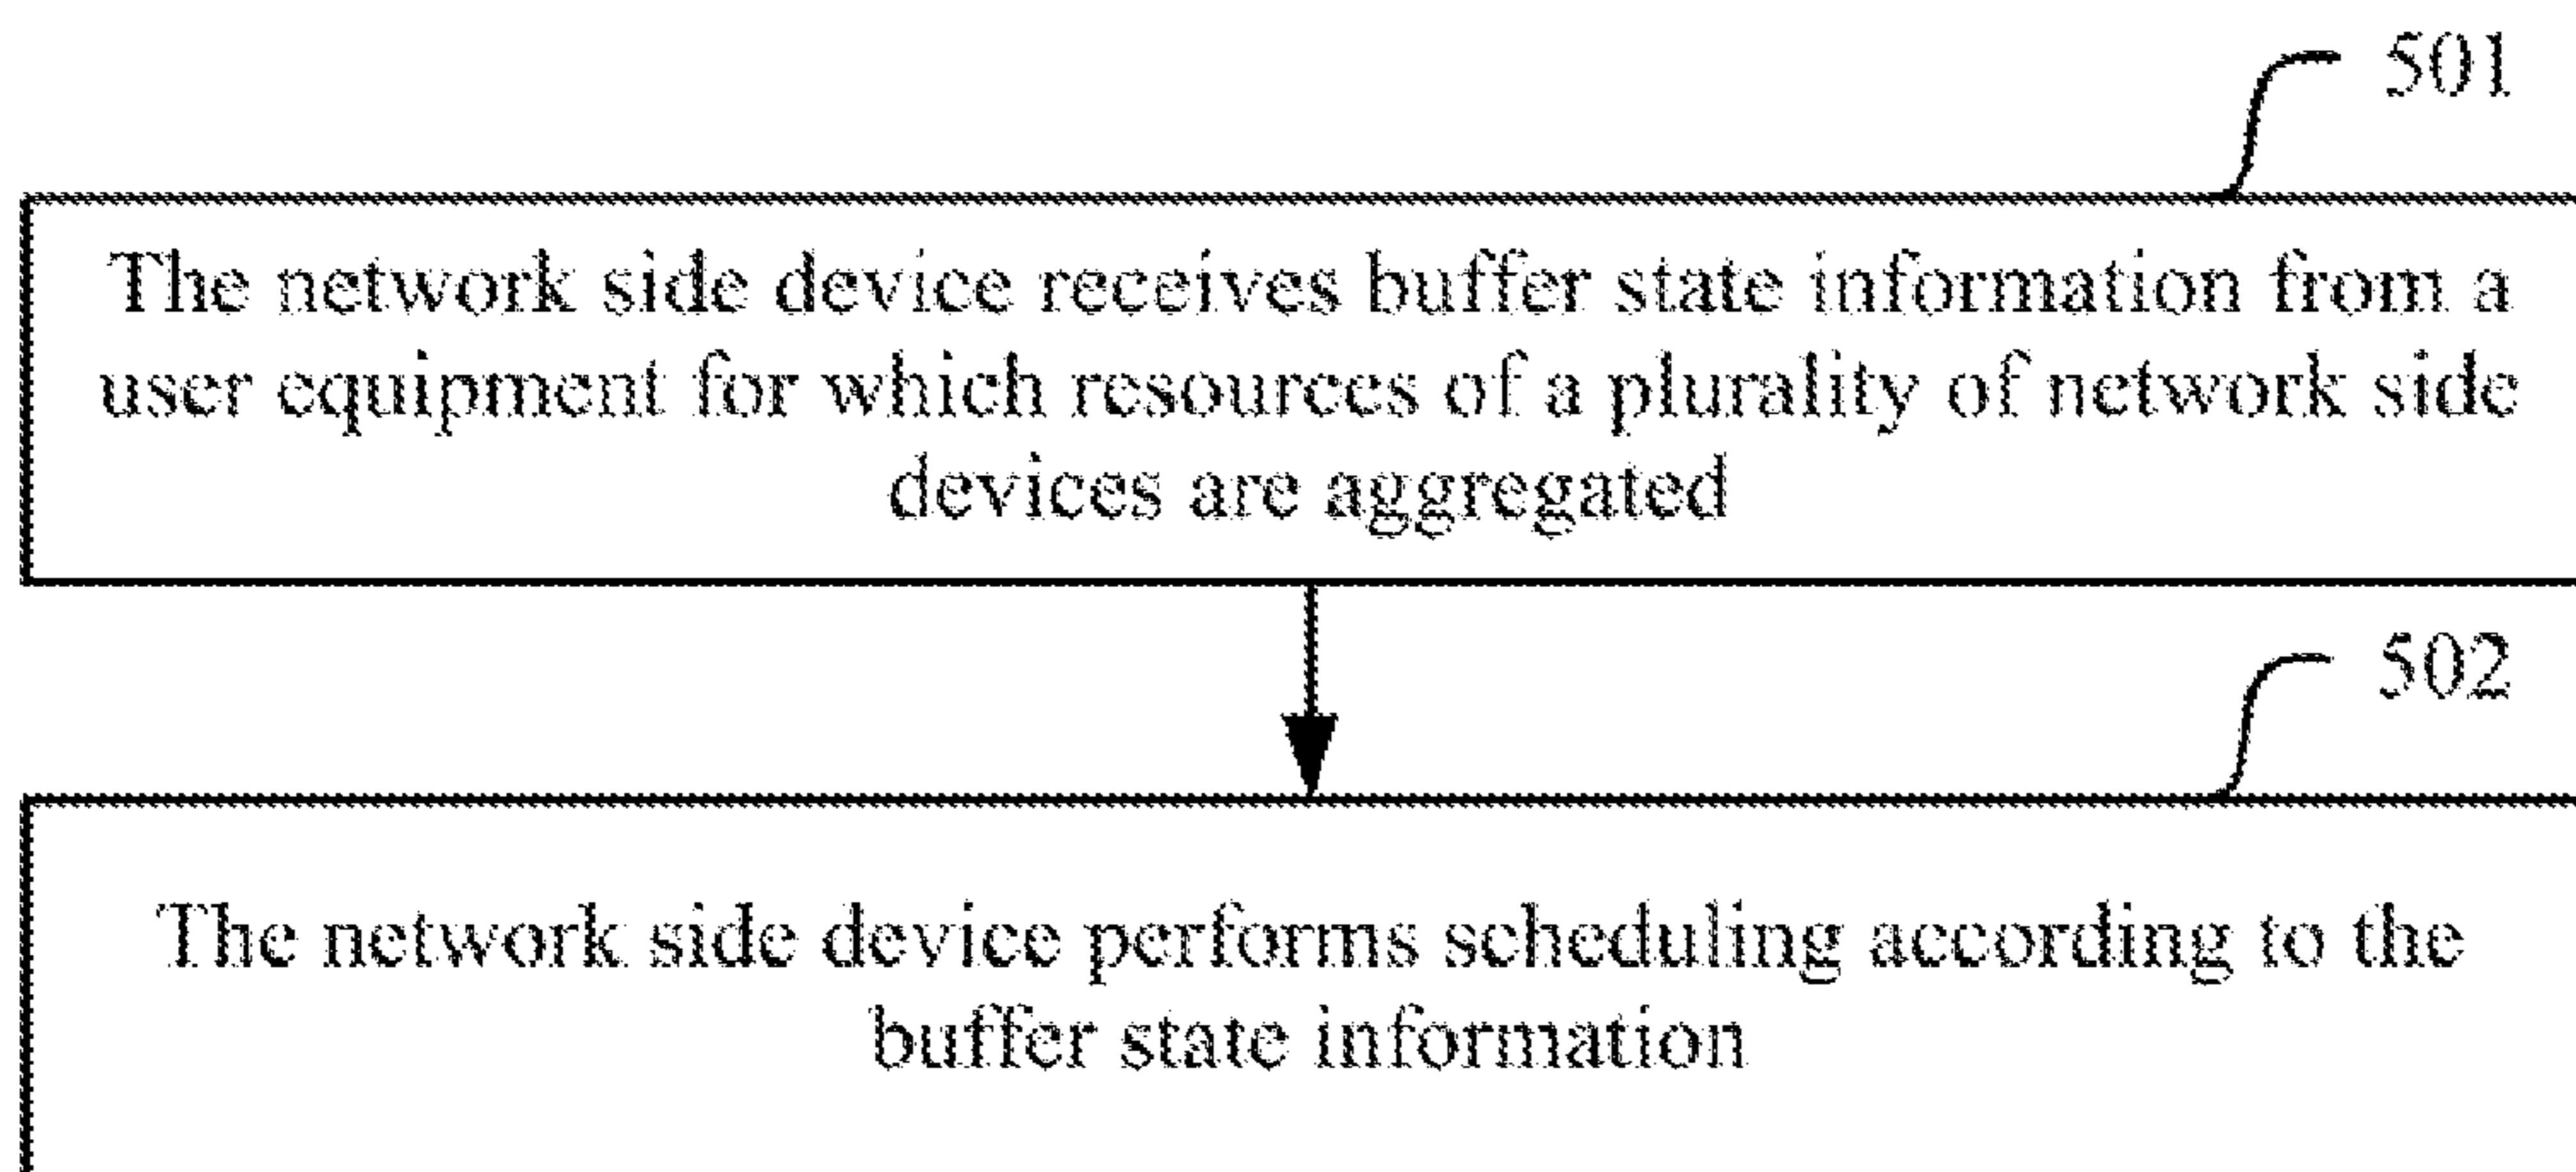 501
The network side device receives buffer state information from a
user equipment for which resources of a plurality of network side
devices are aggregated
502
The network side device performs scheduling according to the
buffer state information